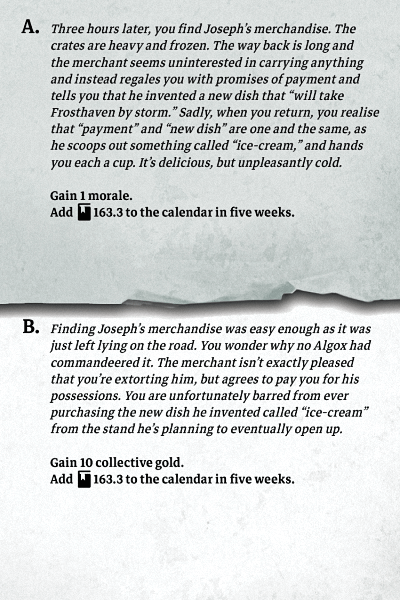 A. Three hours later, you find Joseph's merchandise. The
crates are heavy and frozen. The way back is long and
the merchant seems uninterested in carrying anything
and instead regales you with promises of payment and
tells you that he invented a new dish that “will take
Frosthaven by storm.” Sadly, when you return, you realise
that “payment” and “new dish” are one and the same, as
he scoops out something called “ice-cream,” and hands
you each a cup. It's delicious, but unpleasantly cold.
Gain 1 morale.
Add 163.3 to the calendar in five weeks.
B. Finding Joseph's merchandise was easy enough as it was
just left lying on the road. You wonder why no Algox had
commandeered it. The merchant isn't exactly pleased
that you're extorting him, but agrees to pay you for his
possessions. You are unfortunately barred from ever
purchasing the new dish he invented called “ice-cream”
from the stand he's planning to eventually open up.
Gain 10 collective gold.
Add 163.3 to the calendar in five weeks.